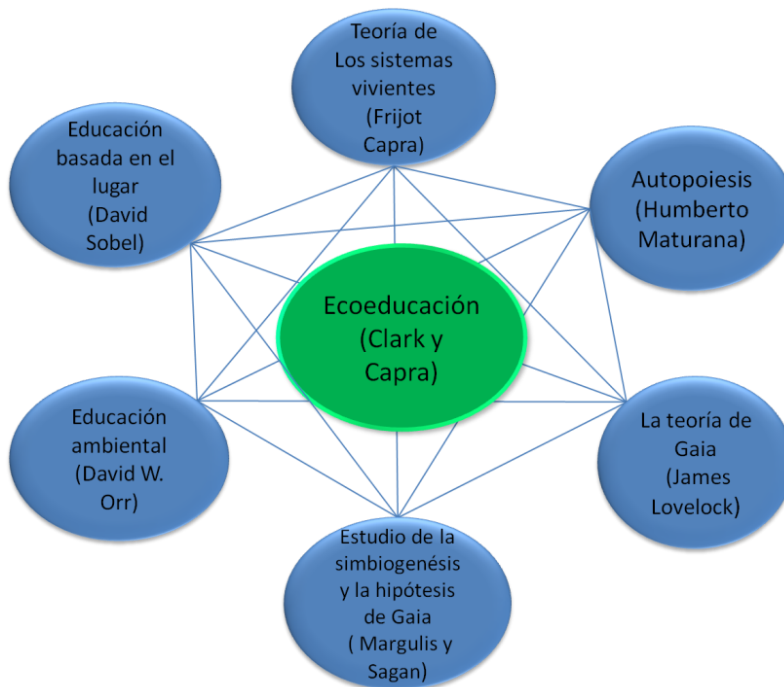 Teoría de
Los sistemas
vivientes
(Frijot
Capra)
Educación
basada en el
lugar
(David
Sobel)
Autopoiesis
(Humberto
Maturana)
Ecoeducación
(Clark y
Capra)
Educación
ambiental
(David W.
Orr)
La teoría de
Gaia
(James
Lovelock)
Estudio de la
simbiogenésis
y la hipótesis
de Gaia
( Margulis y
Sagan)